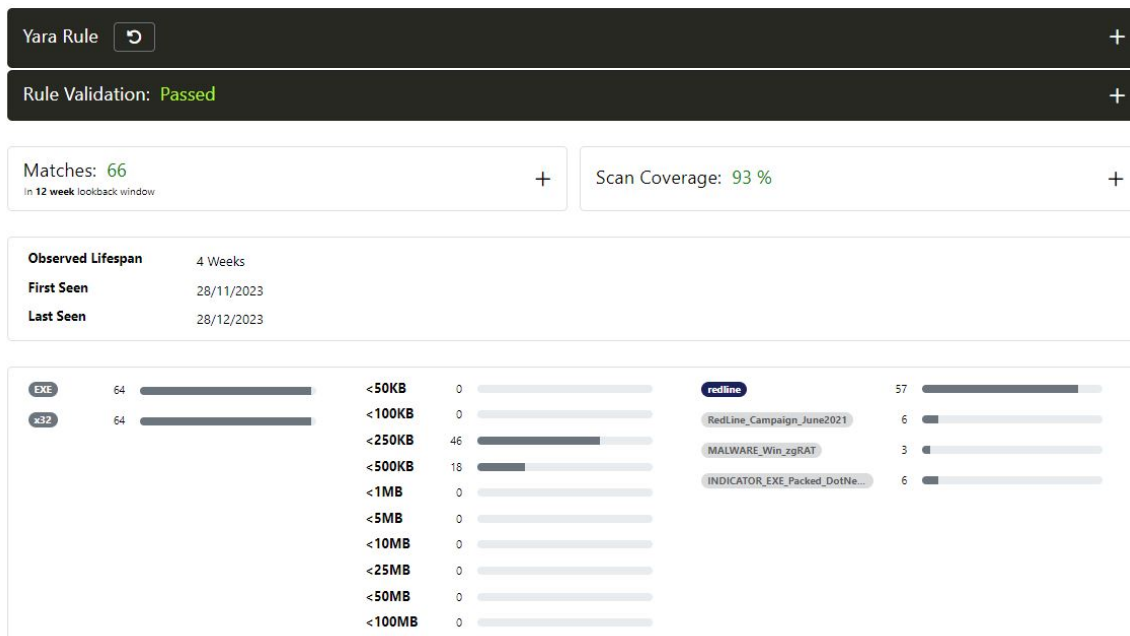 Yara Rule
Rule Validation: Passed
Matches: 66
In 12 week lookback window
Scan Coverage: 93 %
Observed Lifespan 4 Weeks
First Seen 28/11/2023
Last Seen 28/12/2023
EXE 64
x32 64
<50KB 0
<100KB 0
<250KB 46
<500KB 18
<1MB 0
<5MB 0
<10MB 0
<25MB 0
<50MB 0
<100MB 0
redline 57
RedLine_Campaign_June2021 6
MALWARE_Win_zgRAT 3
INDICATOR_EXE_Packed_DotNe... 6